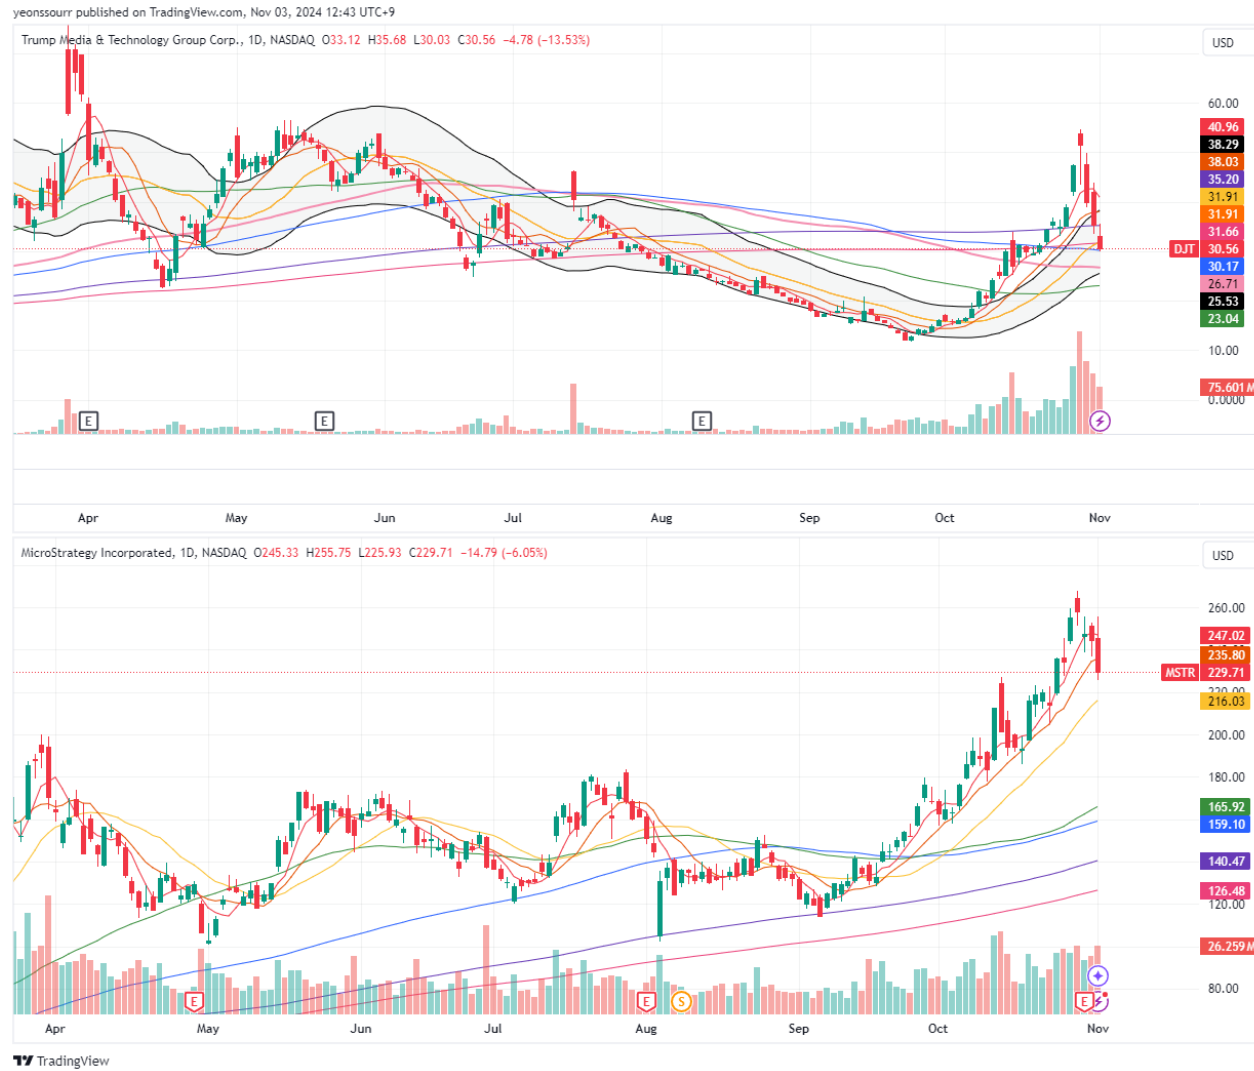 yeonssourr published on TradingView.com, Nov 03, 2024 12:43 UTC+9
Trump Media & Technology Group Corp., 1D, NASDAQ O33.12 H35.68 L30.03 C30.56 −4.78 (−13.53%)
USD
60.00
40.96
38.29
38.03
35.20
31.91
31.91
31.66
DJT 30.56
30.17
26.71
25.53
23.04
10.00
75.601 M
0.0000
E E E
Apr May Jun Jul Aug Sep Oct Nov
MicroStrategy Incorporated, 1D, NASDAQ O245.33 H255.75 L225.93 C229.71 −14.79 (−6.05%)
USD
260.00
247.02
235.80
MSTR 229.71
220.00
216.03
200.00
180.00
165.92
159.10
140.47
126.48
120.00
26.259 M
80.00
E E S E
Apr May Jun Jul Aug Sep Oct Nov
TradingView